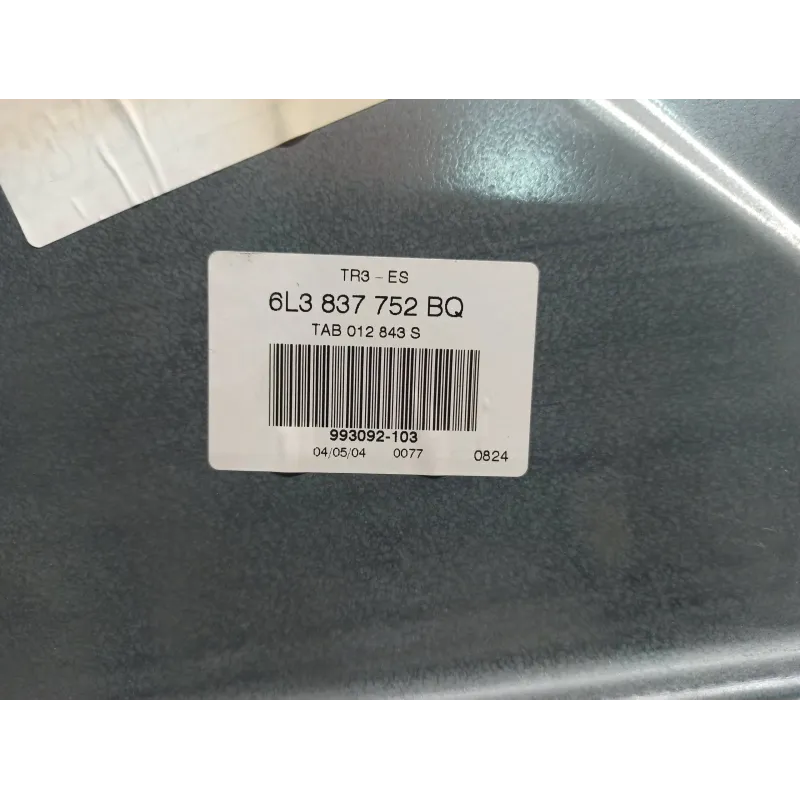 TR3 - ES
6L3 837 752 BQ
TAB 012 843 S
993092-103
04/05/04 0077 0824